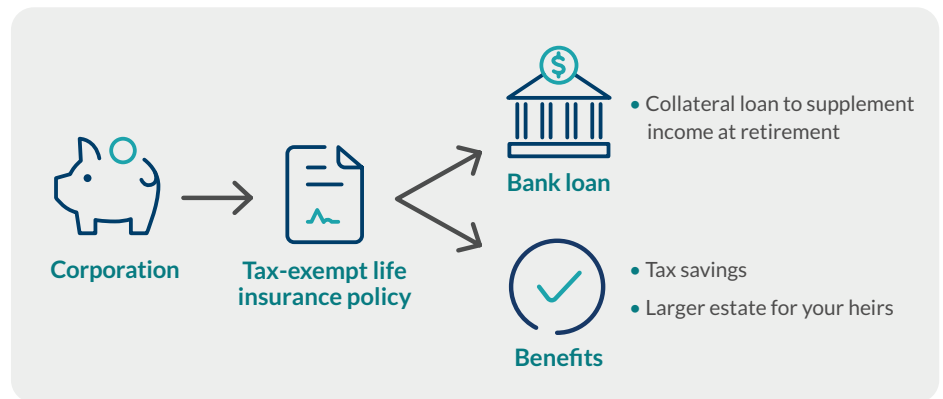 Corporation
Tax-exempt life
insurance policy
$
Bank loan
• Collateral loan to supplement
income at retirement
Benefits
• Tax savings
• Larger estate for your heirs